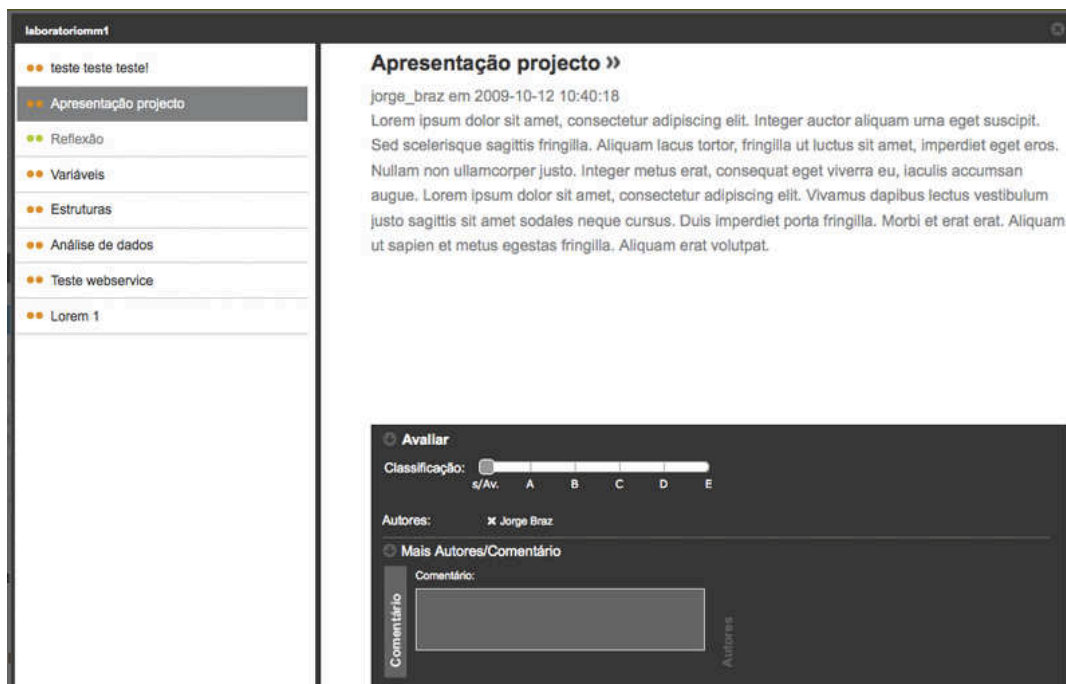 laboratoriomm1
teste teste teste!
Apresentação projecto
Reflexão
Variáveis
Estruturas
Análise de dados
Teste webservice
Lorem 1
Apresentação projecto »
jorge_braz em 2009-10-12 10:40:18
Lorem ipsum dolor sit amet, consectetur adipiscing elit. Integer auctor aliquam urna eget suscipit.
Sed scelerisque sagittis fringilla. Aliquam lacus tortor, fringilla ut luctus sit amet, imperdiet eget eros.
Nullam non ullamcorper justo. Integer metus erat, consequat eget viverra eu, iaculis accumsan
augue. Lorem ipsum dolor sit amet, consectetur adipiscing elit. Vivamus dapibus lectus vestibulum
justo sagittis sit amet sodales neque cursus. Duis imperdiet porta fringilla. Morbi et erat erat. Aliquam
ut sapien et metus egestas fringilla. Aliquam erat volutpat.
Avaliar
Classificação:
s/Av. A B C D E
Autores: Jorge Braz
Mais Autores/Comentário
Comentário
Comentário:
Autores